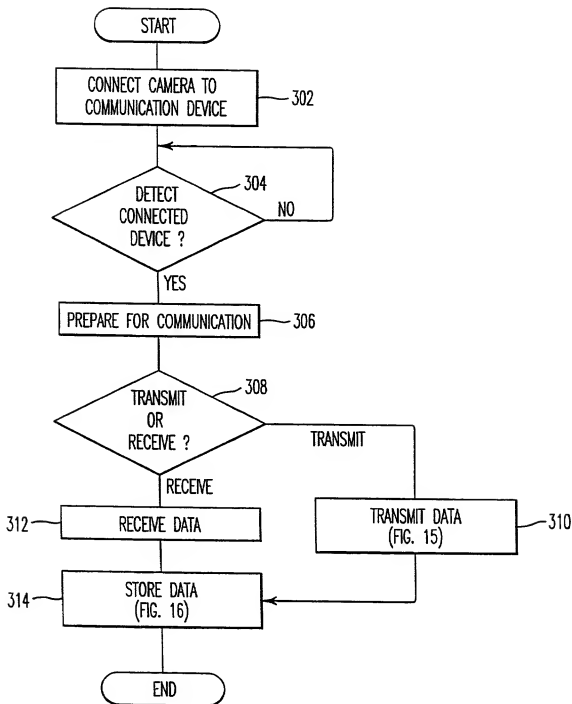 START
CONNECT CAMERA TO
COMMUNICATION DEVICE
302
304
DETECT
CONNECTED
DEVICE ?
NO
YES
PREPARE FOR COMMUNICATION
306
308
TRANSMIT
OR
RECEIVE ?
TRANSMIT
RECEIVE
312
RECEIVE DATA
TRANSMIT DATA
(FIG. 15)
310
314
STORE DATA
(FIG. 16)
END